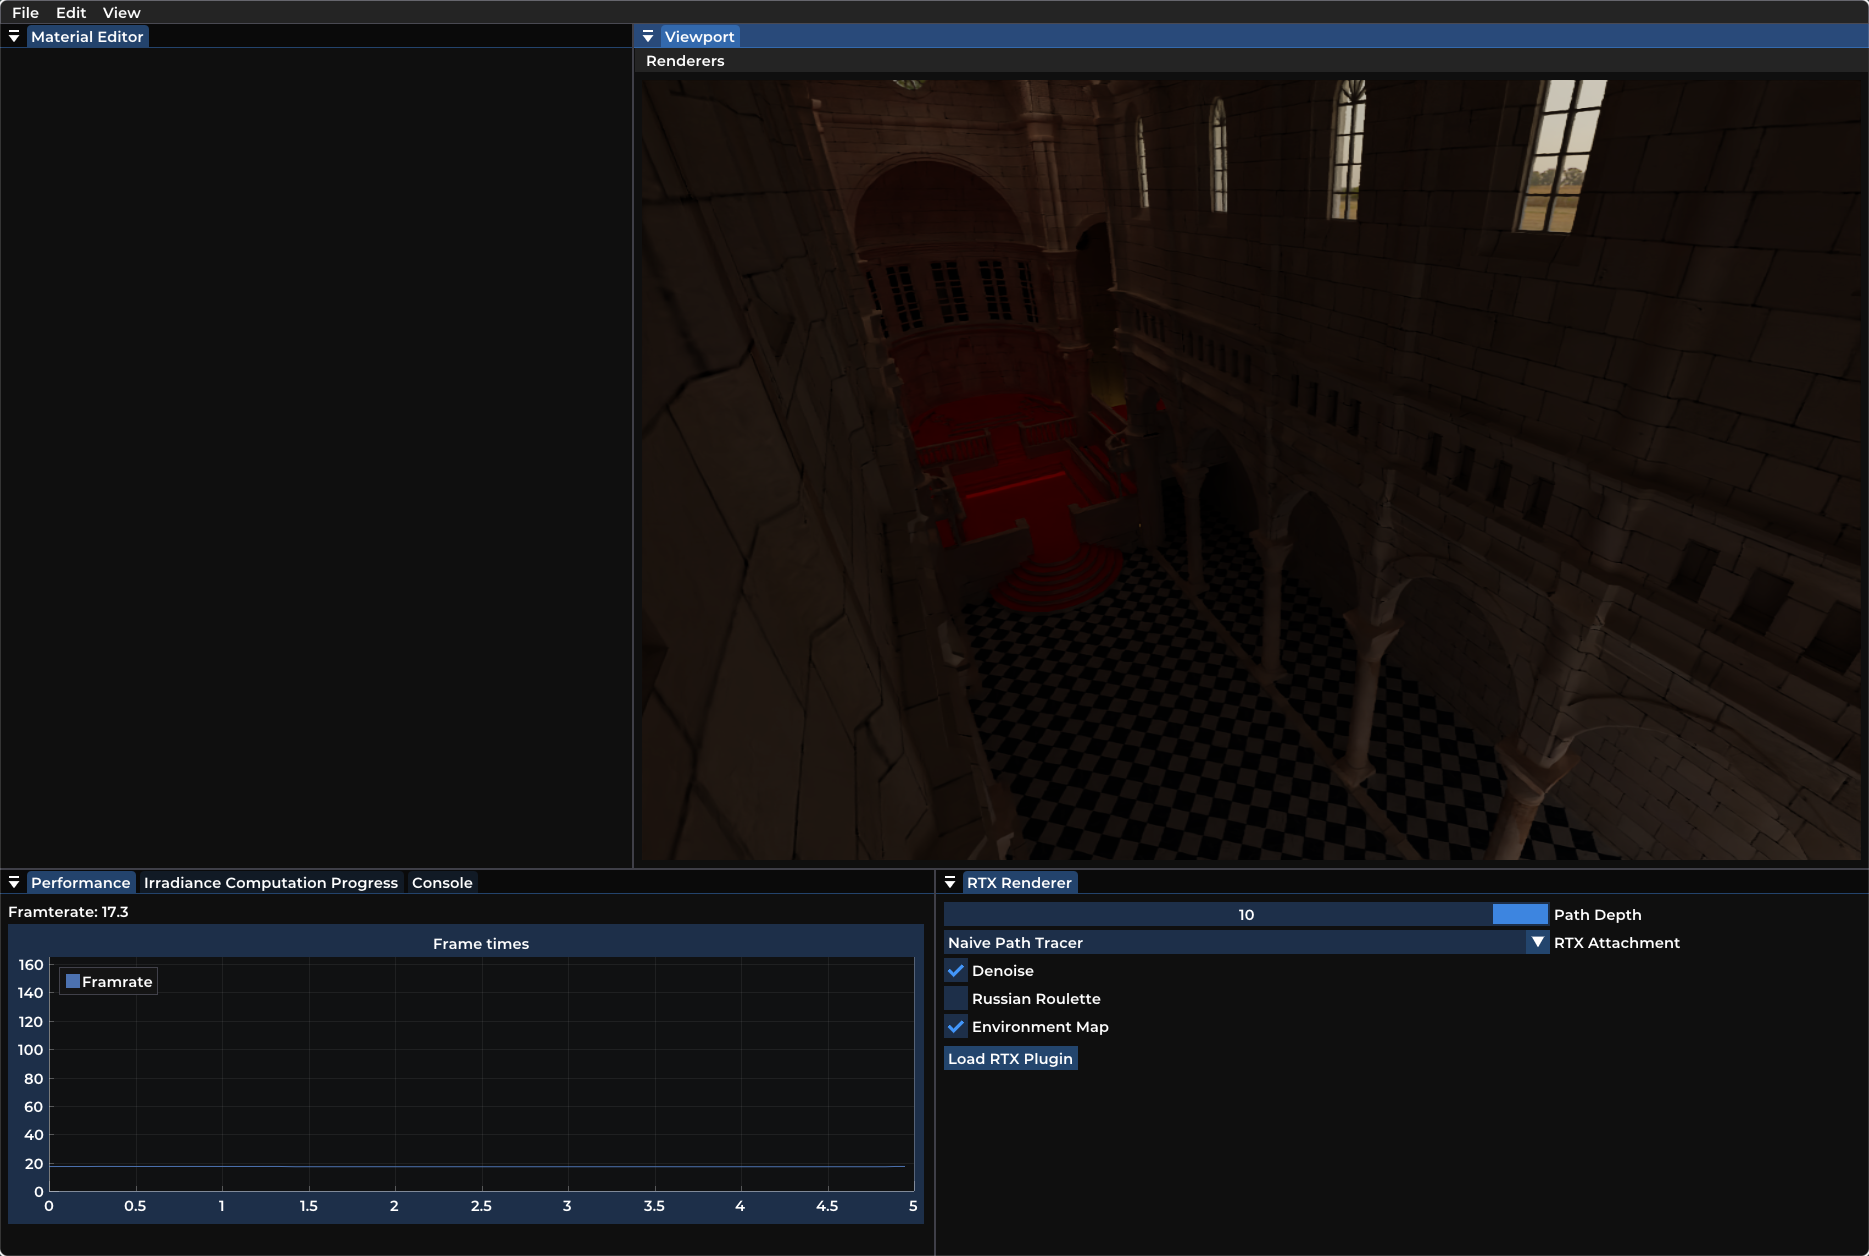 File Edit View
Material Editor
Viewport
Renderers
Performance Irradiance Computation Progress Console
Framterate: 17.3
Frame times
Framrate
160
140
120
100
80
60
40
20
0
0 0.5 1 1.5 2 2.5 3 3.5 4 4.5 5
RTX Renderer
10 Path Depth
Naive Path Tracer RTX Attachment
Denoise
Russian Roulette
Environment Map
Load RTX Plugin